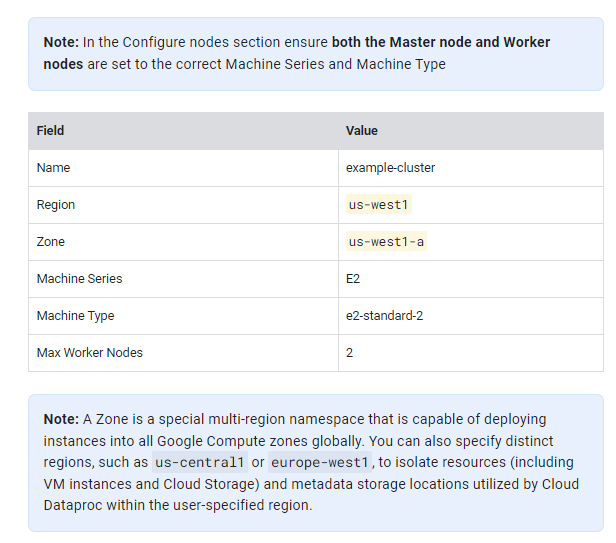 Note: In the Configure nodes section ensure both the Master node and Worker
nodes are set to the correct Machine Series and Machine Type
Field Value
Name example-cluster
Region us-west1
Zone us-west1-a
Machine Series E2
Machine Type e2-standard-2
Max Worker Nodes 2
Note: A Zone is a special multi-region namespace that is capable of deploying
instances into all Google Compute zones globally. You can also specify distinct
regions, such as us-central1 or europe-west1, to isolate resources (including
VM instances and Cloud Storage) and metadata storage locations utilized by Cloud
Dataproc within the user-specified region.